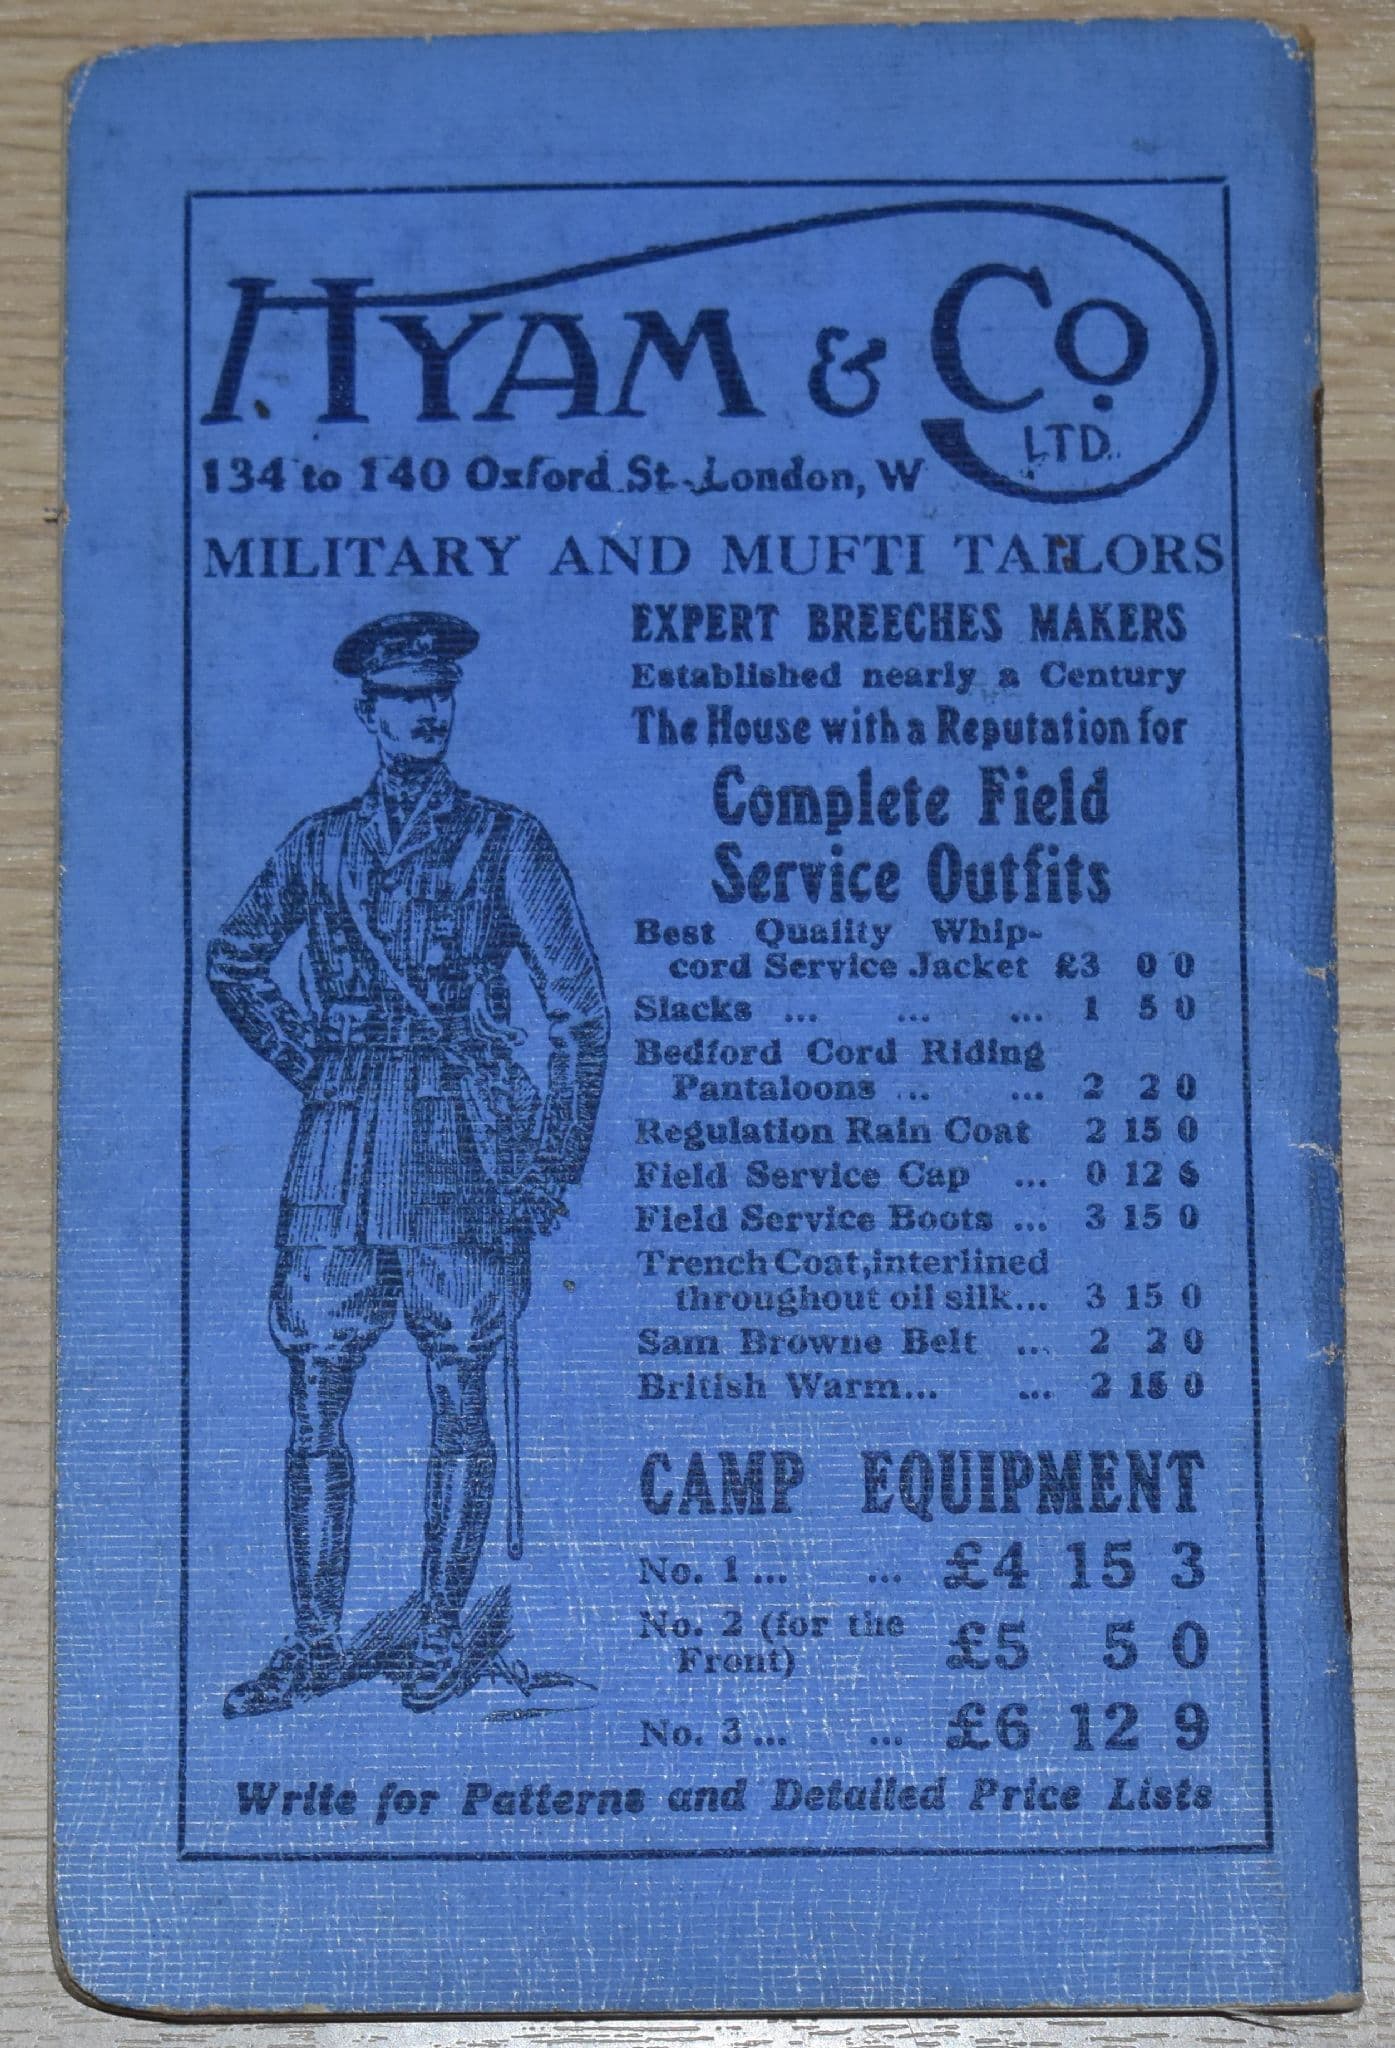 HYAM & Co.
LTD.
134 to 140 Oxford St. London, W
MILITARY AND MUFTI TAILORS
EXPERT BREECHES MAKERS
Established nearly a Century
The House with a Reputation for
Complete Field
Service Outfits
Best Quality Whip-
cord Service Jacket £3 0 0
Slacks ... ... ... 1 5 0
Bedford Cord Riding
Pantaloons ... ... 2 2 0
Regulation Rain Coat 2 15 0
Field Service Cap ... 0 12 6
Field Service Boots ... 3 15 0
Trench Coat, interlined
throughout oil silk... 3 15 0
Sam Browne Belt ... 2 2 0
British Warm... ... 2 15 0
CAMP EQUIPMENT
No. 1 ... ... £4 15 3
No. 2 (for the
Front) £5 5 0
No. 3 ... ... £6 12 9
Write for Patterns and Detailed Price Lists